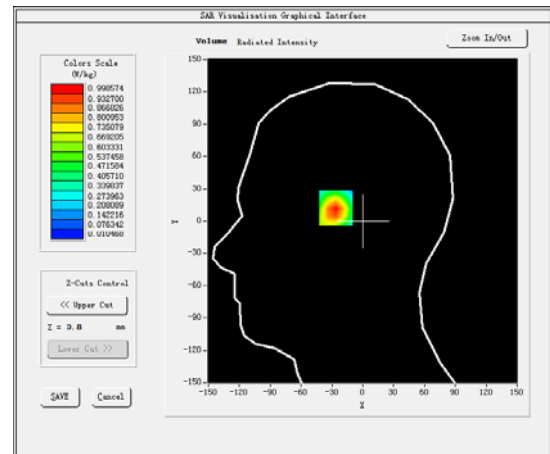 SAR Visualisation Graphical Interface
Volume Radiated Intensity
Zoom In/Out
Colors Scale
(W/kg)
0.998574
0.932700
0.866826
0.800953
0.735079
0.669205
0.603331
0.537458
0.471584
0.405710
0.339837
0.273963
0.208089
0.142216
0.076342
0.010468
150
120
90
60
30
0
-30
-60
-90
-120
-150
Y
-150 -120 -90 -60 -30 0 30 60 90 120 150
X
Z-Cuts Control
<< Upper Cut
Z = 0.8 mm
Lower Cut >>
SAVE Cancel